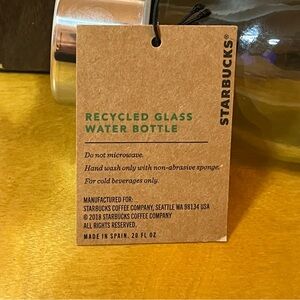 STARBUCKS®
RECYCLED GLASS
WATER BOTTLE
Do not microwave.
Hand wash only with non-abrasive sponge.
For cold beverages only.
MANUFACTURED FOR:
STARBUCKS COFFEE COMPANY, SEATTLE WA 98134 USA
© 2018 STARBUCKS COFFEE COMPANY
ALL RIGHTS RESERVED.
MADE IN SPAIN. 20 FL OZ